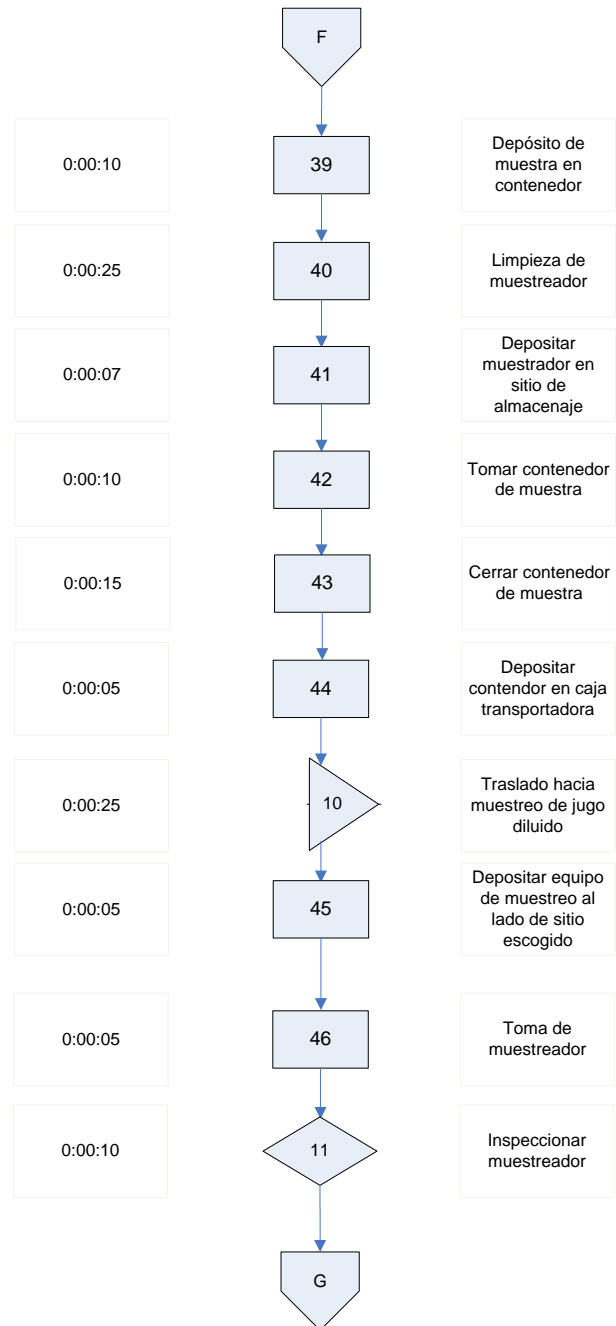 F
0:00:10
39
Depósito de
muestra en
contenedor
0:00:25
40
Limpieza de
muestreador
0:00:07
41
Depositar
muestrador en
sitio de
almacenaje
0:00:10
42
Tomar contenedor
de muestra
0:00:15
43
Cerrar contenedor
de muestra
0:00:05
44
Depositar
contendor en caja
transportadora
0:00:25
10
Traslado hacia
muestreo de jugo
diluido
0:00:05
45
Depositar equipo
de muestreo al
lado de sitio
escogido
0:00:05
46
Toma de
muestreador
0:00:10
11
Inspeccionar
muestreador
G